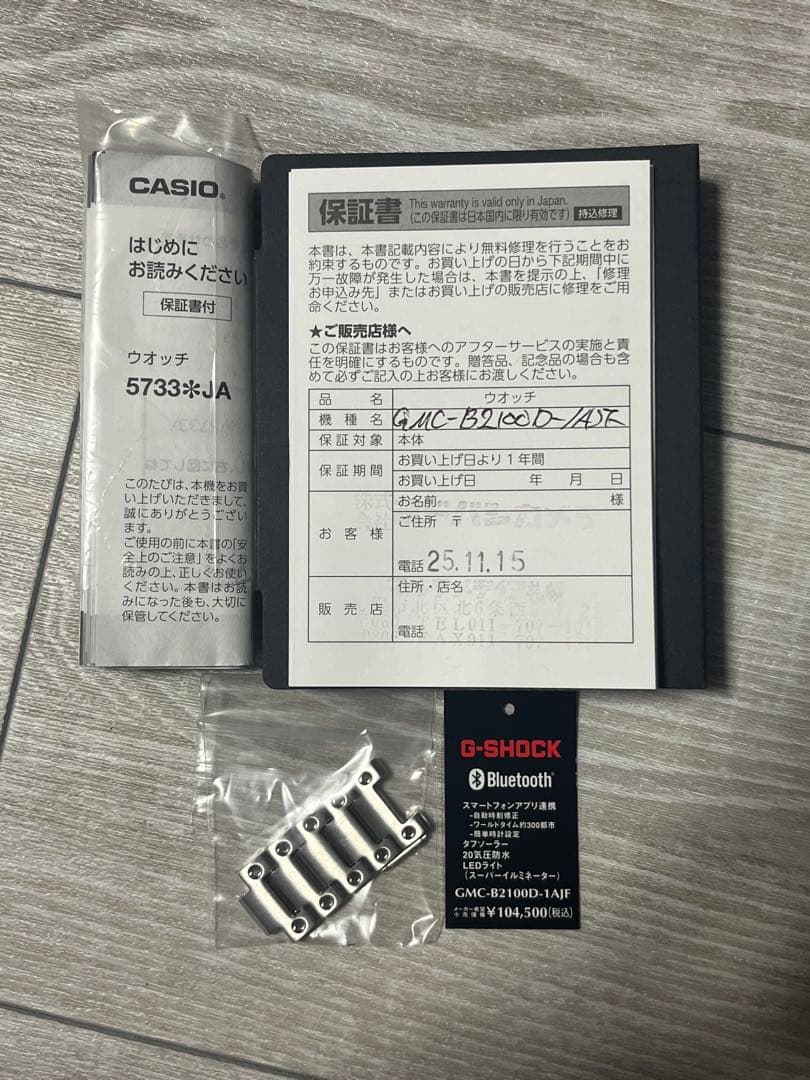 CASIO®
はじめに
お読みください
保証書付
ウオッチ
5733✻JA
このたびは、本機をお買
い上げいただきまして、
誠にありがとうござい
ます。
ご使用の前に本書の「安
全上のご注意」をよくお
読みの上、正しくお使い
ください。本書はお読
みになった後も、大切に
保管してください。
保証書 This warranty is valid only in Japan. (この保証書は日本国内に限り有効です) 持込修理
本書は、本書記載内容により無料修理を行うことをお
約束するものです。お買い上げの日から下記期間中に
万一故障が発生した場合は、本書を提示の上、「修理
お申込み先」またはお買い上げの販売店に修理をご用
命ください。
★ご販売店様へ
この保証書はお客様へのアフターサービスの実施と責
任を明確にするものです。贈答品、記念品の場合も含
めて必ずご記入の上お客様にお渡しください。
品名 ウオッチ
機種名 GMC-B2100D-1AJF
保証対象 本体
保証期間 お買い上げ日より1年間
お買い上げ日 年 月 日
お客様 お名前 様
ご住所 〒
電話 25.11.15
販売店 住所・店名
電話
G-SHOCK
Bluetooth®
スマートフォンアプリ連携
-自動時刻修正
-ワールドタイム約300都市
-簡単時計設定
タフソーラー
20気圧防水
LEDライト
(スーパーイルミネーター)
GMC-B2100D-1AJF
メーカー希望小売価格 ¥104,500(税込)